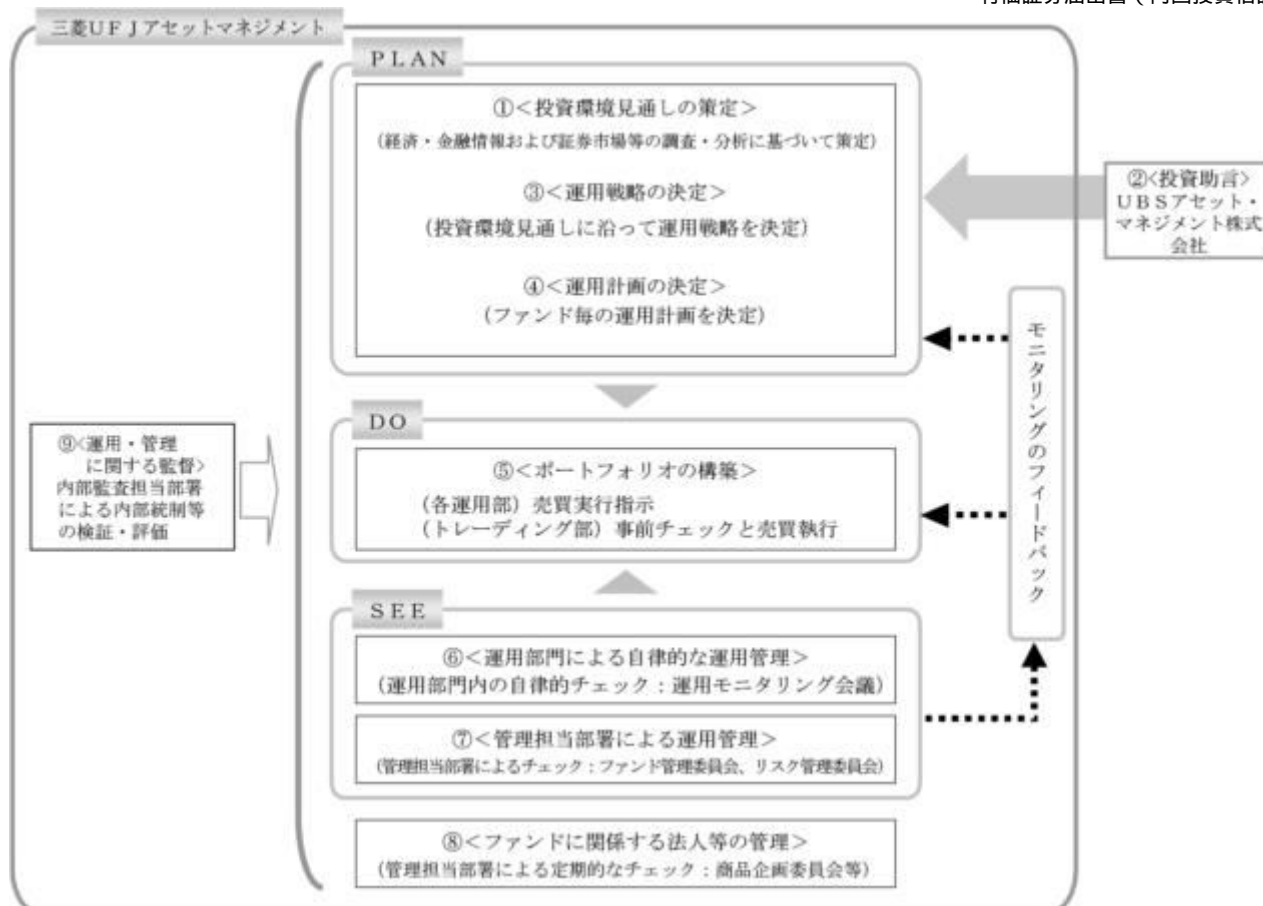 三菱UFJアセットマネジメント
PLAN
①<投資環境見通しの策定>
(経済・金融情報および証券市場等の調査・分析に基づいて策定)
③<運用戦略の決定>
(投資環境見通しに沿って運用戦略を決定)
④<運用計画の決定>
(ファンド毎の運用計画を決定)
②<投資助言>
UBSアセット・
マネジメント株式
会社
モニタリングのフィードバック
DO
⑤<ポートフォリオの構築>
(各運用部)売買実行指示
(トレーディング部)事前チェックと売買執行
⑨<運用・管理
に関する監督>
内部監査担当部署
による内部統制等
の検証・評価
SEE
⑥<運用部門による自律的な運用管理>
(運用部門内の自律的チェック:運用モニタリング会議)
⑦<管理担当部署による運用管理>
(管理担当部署によるチェック:ファンド管理委員会、リスク管理委員会)
⑧<ファンドに関係する法人等の管理>
(管理担当部署による定期的なチェック:商品企画委員会等)